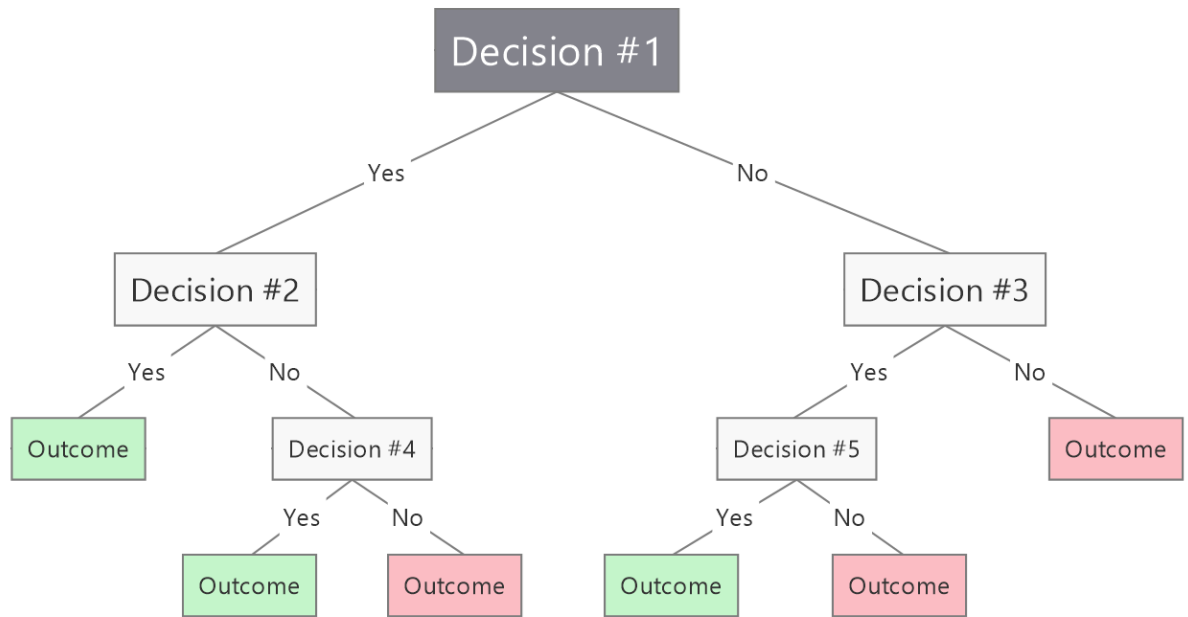 Decision #1
Yes
No
Decision #2
Decision #3
Yes
No
Yes
No
Outcome
Decision #4
Decision #5
Outcome
Yes
No
Yes
No
Outcome
Outcome
Outcome
Outcome